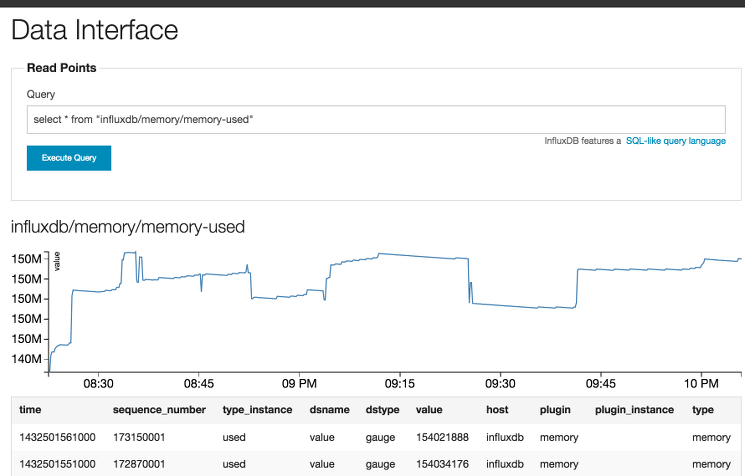 Data Interface
Read Points
Query
select * from "influxdb/memory/memory-used"
InfluxDB features a SQL-like query language
Execute Query
influxdb/memory/memory-used
value
150M
150M
150M
150M
150M
140M
08:30 08:45 09 PM 09:15 09:30 09:45 10 PM
time sequence_number type_instance dsname dstype value host plugin plugin_instance type
1432501561000 173150001 used value gauge 154021888 influxdb memory memory
1432501551000 172870001 used value gauge 154034176 influxdb memory memory